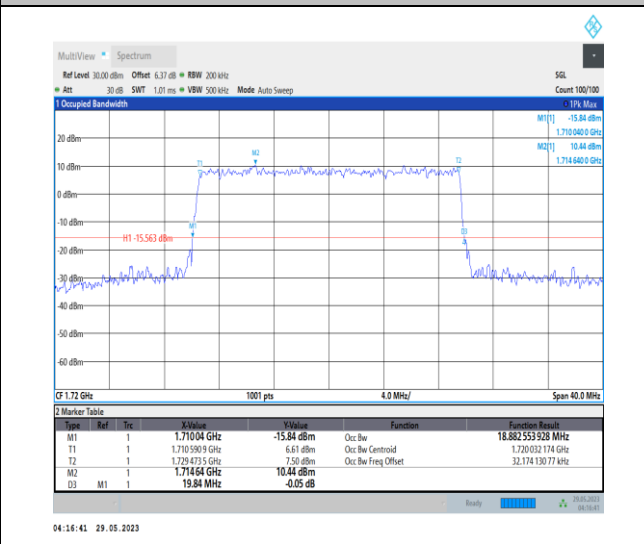 MultiView Spectrum
Ref Level 30.00 dBm Offset 6.37 dB RBW 200 kHz SGL
Att 30 dB SWT 1.01 ms VBW 500 kHz Mode Auto Sweep Count 100/100
1 Occupied Bandwidth 1Pk Max
M1[1] -15.84 dBm
1.710 040 0 GHz
M2[1] 10.44 dBm
1.714 640 0 GHz
20 dBm
M2
T1
T2
10 dBm
0 dBm
-10 dBm
M1
D3
H1 -15.563 dBm
-20 dBm
-30 dBm
-40 dBm
-50 dBm
-60 dBm
CF 1.72 GHz 1001 pts 4.0 MHz/ Span 40.0 MHz
2 Marker Table
Type Ref Trc X-Value Y-Value Function Function Result
M1 1 1.710 04 GHz -15.84 dBm Occ Bw 18.882 553 928 MHz
T1 1 1.710 590 9 GHz 6.61 dBm Occ Bw Centroid 1.720 032 174 GHz
T2 1 1.729 473 5 GHz 7.50 dBm Occ Bw Freq Offset 32.174 130 77 kHz
M2 1 1.714 64 GHz 10.44 dBm
D3 M1 1 19.84 MHz -0.05 dB
Ready 29.05.2023
04:16:41
04:16:41 29.05.2023